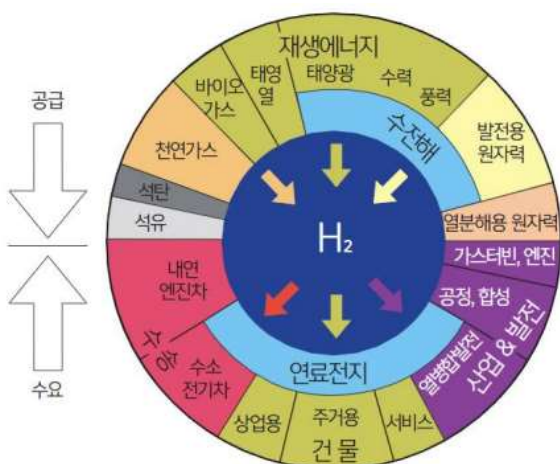 재생에너지
바이오
가스
태영
열
태양광
수력
풍력
공급
수전해
발전용
원자력
천연가스
석탄
석유
열분해용 원자력
H₂
가스터빈, 엔진
내연
엔진차
공정, 합성
수송
수소
전기차
연료전지
열병합발전
산업 & 발전
수요
상업용
주거용
서비스
건 물